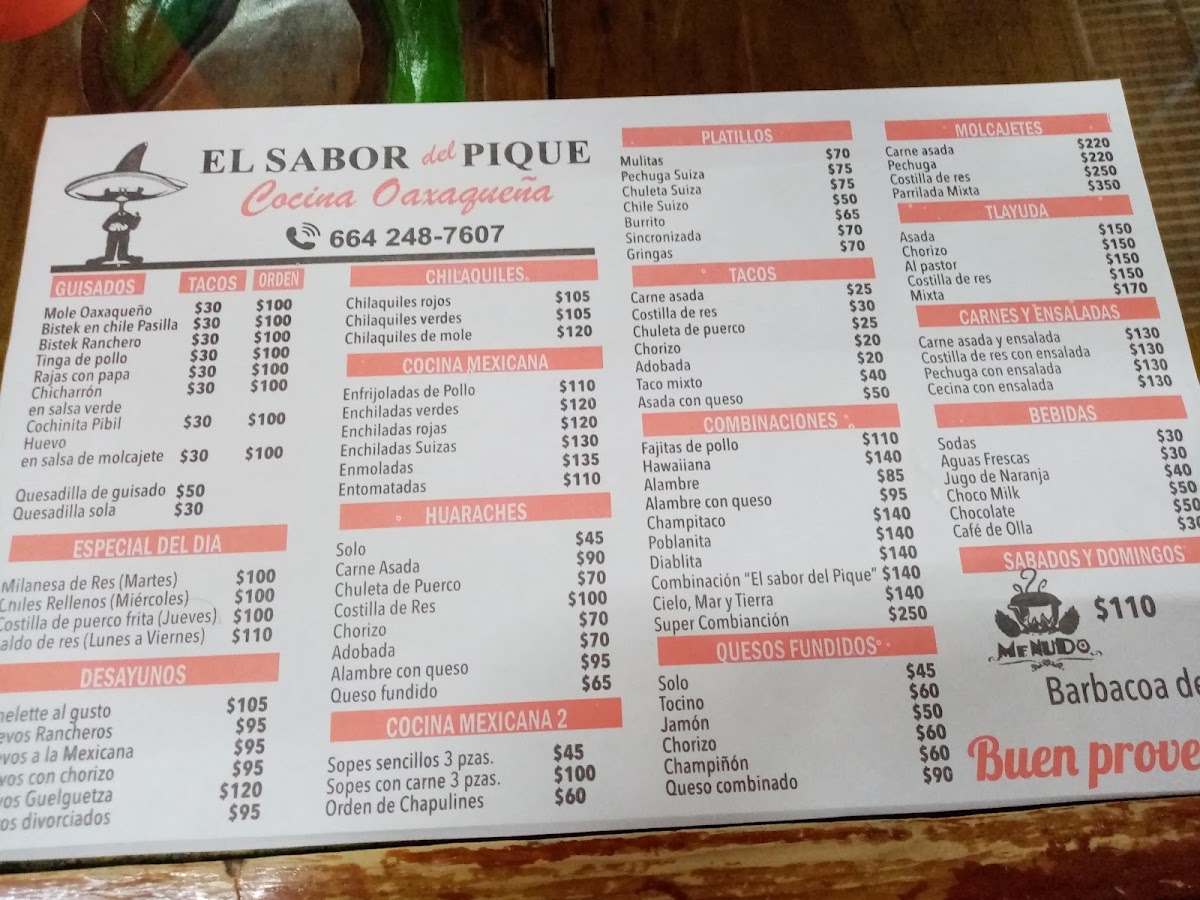 EL SABOR del PIQUE
Cocina Oaxaqueña
664 248-7607
GUISADOS TACOS ORDEN
Mole Oaxaqueño $30 $100
Bistek en chile Pasilla $30 $100
Bistek Ranchero $30 $100
Tinga de pollo $30 $100
Rajas con papa $30 $100
Chicharrón $30 $100
en salsa verde
Cochinita Pibil $30 $100
Huevo
en salsa de molcajete $30 $100
Quesadilla de guisado $50
Quesadilla sola $30
ESPECIAL DEL DIA
Milanesa de Res (Martes) $100
Chiles Rellenos (Miércoles) $100
Costilla de puerco frita (Jueves) $100
aldo de res (Lunes a Viernes) $110
DESAYUNOS
elette al gusto $105
evos Rancheros $95
vos a la Mexicana $95
vos con chorizo $95
vos Guelguetza $120
os divorciados $95
CHILAQUILES
Chilaquiles rojos $105
Chilaquiles verdes $105
Chilaquiles de mole $120
COCINA MEXICANA
Enfrijoladas de Pollo $110
Enchiladas verdes $120
Enchiladas rojas $120
Enchiladas Suizas $130
Enmoladas $135
Entomatadas $110
HUARACHES
Solo $45
Carne Asada $90
Chuleta de Puerco $70
Costilla de Res $100
Chorizo $70
Adobada $70
Alambre con queso $95
Queso fundido $65
COCINA MEXICANA 2
Sopes sencillos 3 pzas. $45
Sopes con carne 3 pzas. $100
Orden de Chapulines $60
PLATILLOS
Mulitas $70
Pechuga Suiza $75
Chuleta Suiza $75
Chile Suizo $50
Burrito $65
Sincronizada $70
Gringas $70
TACOS
Carne asada $25
Costilla de res $30
Chuleta de puerco $25
Chorizo $20
Adobada $20
Taco mixto $40
Asada con queso $50
COMBINACIONES
Fajitas de pollo $110
Hawaiiana $140
Alambre $85
Alambre con queso $95
Champitaco $140
Poblanita $140
Diablita $140
Combinación "El sabor del Pique" $140
Cielo, Mar y Tierra $140
Super Combianción $250
QUESOS FUNDIDOS
Solo $45
Tocino $60
Jamón $50
Chorizo $60
Champiñón $60
Queso combinado $90
MOLCAJETES
Carne asada $220
Pechuga $220
Costilla de res $250
Parrilada Mixta $350
TLAYUDA
Asada $150
Chorizo $150
Al pastor $150
Costilla de res $150
Mixta $170
CARNES Y ENSALADAS
Carne asada y ensalada $130
Costilla de res con ensalada $130
Pechuga con ensalada $130
Cecina con ensalada $130
BEBIDAS
Sodas $30
Aguas Frescas $30
Jugo de Naranja $40
Choco Milk $50
Chocolate $50
Café de Olla $30
SABADOS Y DOMINGOS
MENUDO $110
Barbacoa de
Buen prove